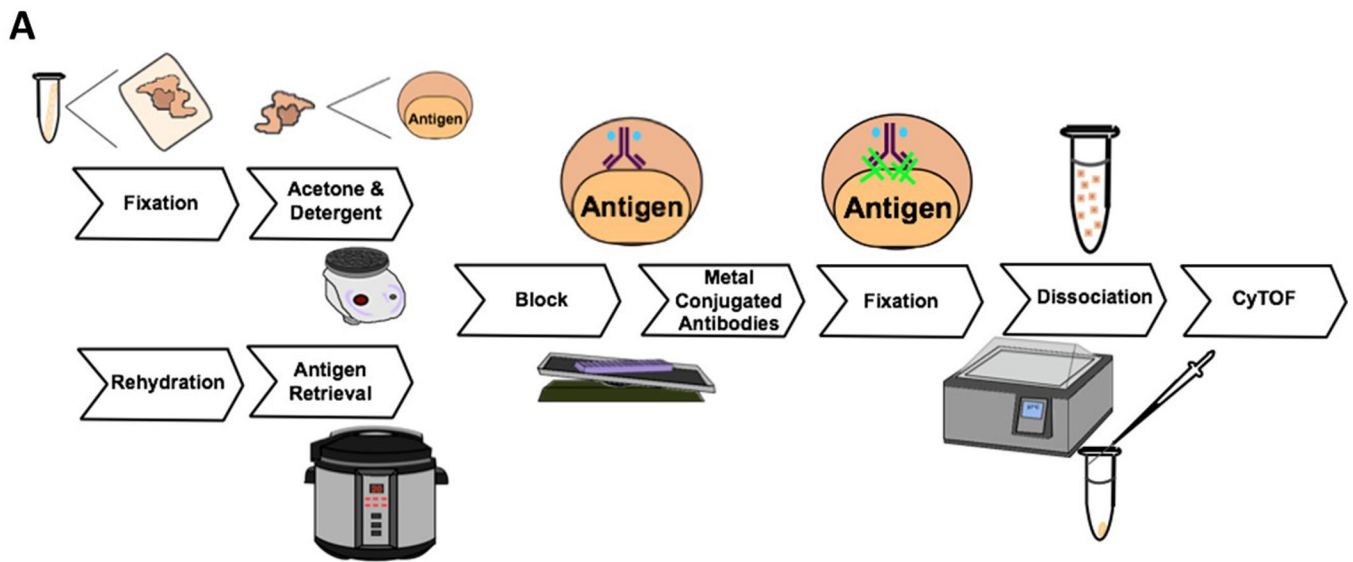 A
Antigen
Fixation
Acetone &
Detergent
Rehydration
Antigen
Retrieval
Antigen
Antigen
Block
Metal
Conjugated
Antibodies
Fixation
Dissociation
CyTOF